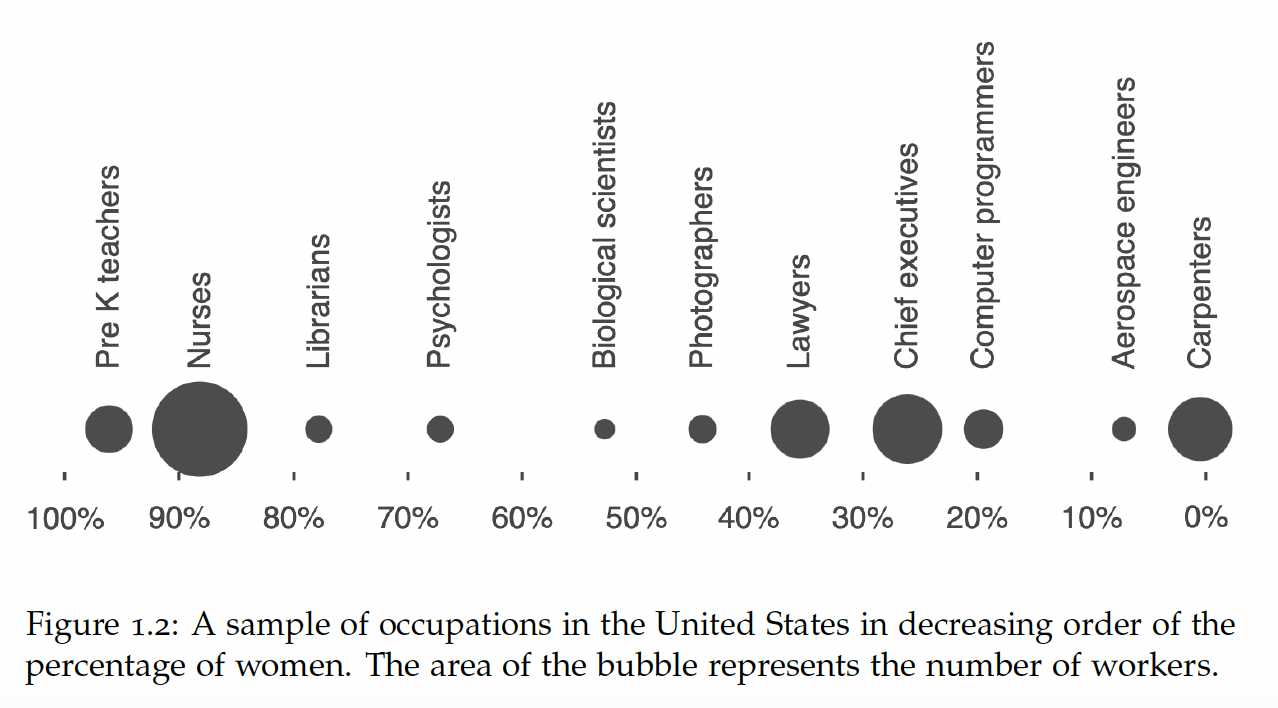 Pre K teachers
Nurses
Librarians
Psychologists
Biological scientists
Photographers
Lawyers
Chief executives
Computer programmers
Aerospace engineers
Carpenters
100% 90% 80% 70% 60% 50% 40% 30% 20% 10% 0%
Figure 1.2: A sample of occupations in the United States in decreasing order of the
percentage of women. The area of the bubble represents the number of workers.